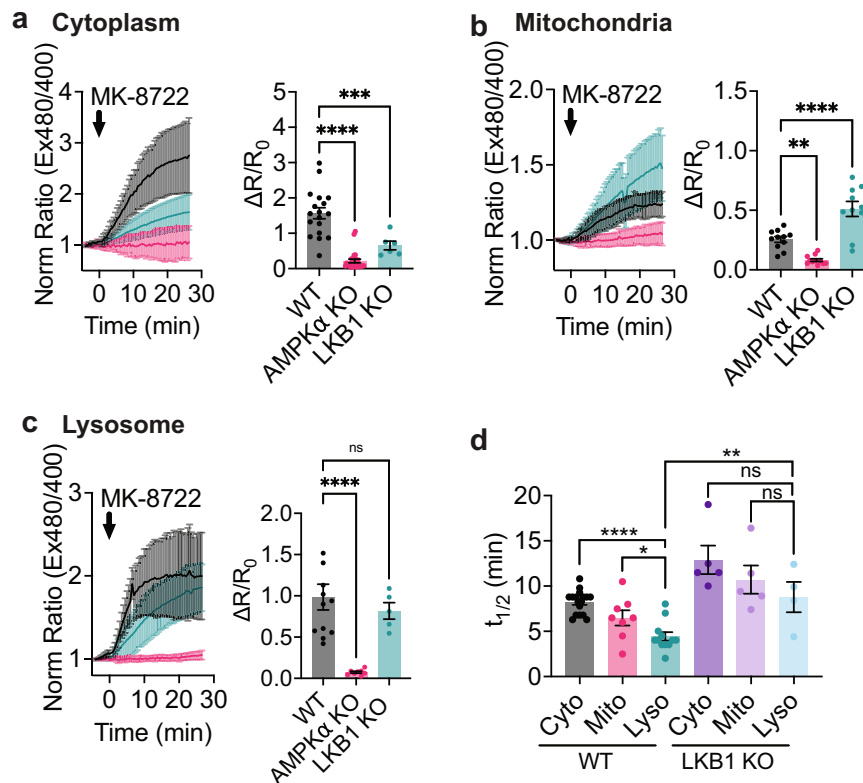 a Cytoplasm
MK-8722
Norm Ratio (Ex480/400)
4
3
2
1
0 10 20 30
Time (min)
ΔR/R0
5
4
3
2
1
0
***
****
WT
AMPKα KO
LKB1 KO
b Mitochondria
MK-8722
Norm Ratio (Ex480/400)
2.0
1.5
1.0
0 10 20 30
Time (min)
ΔR/R0
1.5
1.0
0.5
0.0
****
**
WT
AMPKα KO
LKB1 KO
c Lysosome
MK-8722
Norm Ratio (Ex480/400)
3
2
1
0 10 20 30
Time (min)
ΔR/R0
2.0
1.5
1.0
0.5
0.0
ns
****
WT
AMPKα KO
LKB1 KO
d
t1/2 (min)
20
15
10
5
0
**
ns
ns
****
*
Cyto Mito Lyso Cyto Mito Lyso
WT LKB1 KO